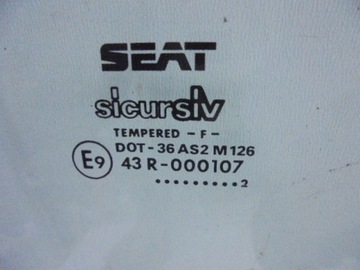 SEAT
sicursiv
TEMPERED -F-
DOT-36 AS2 M126
E9 43 R-000107
..........2